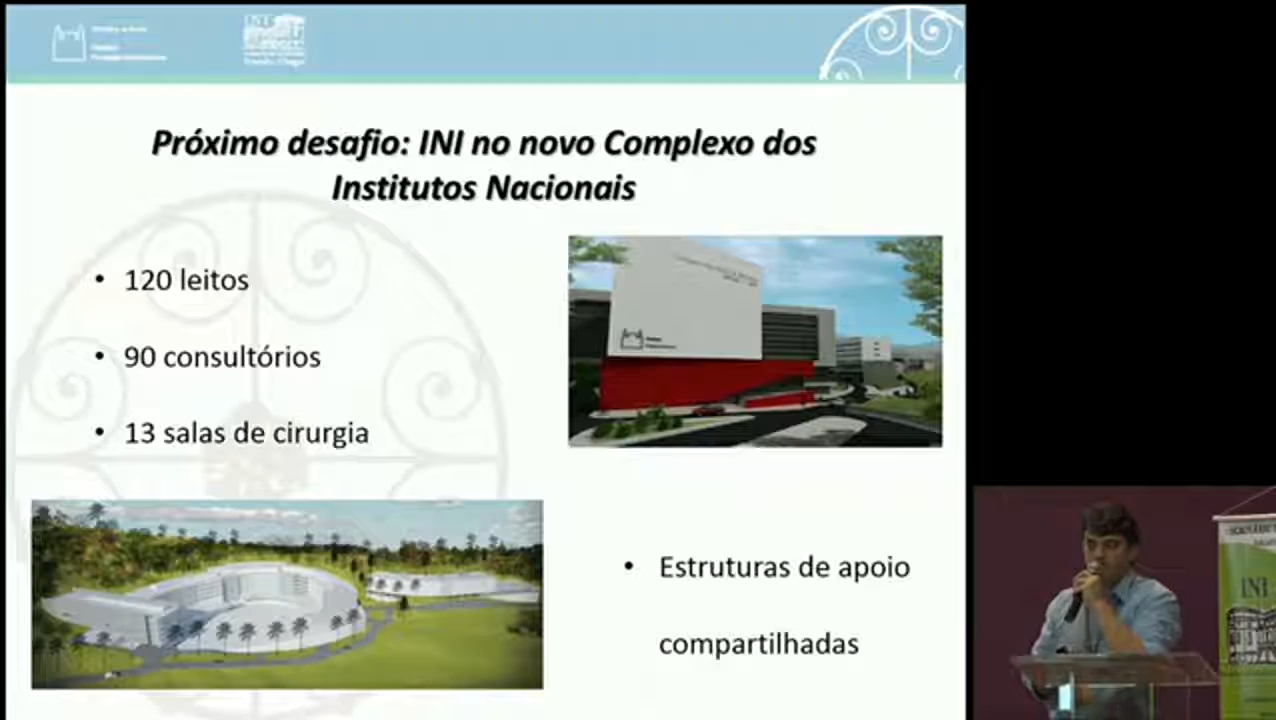 Próximo desafio: INI no novo Complexo dos
Institutos Nacionais
• 120 leitos
• 90 consultórios
• 13 salas de cirurgia
• Estruturas de apoio
compartilhadas
INI